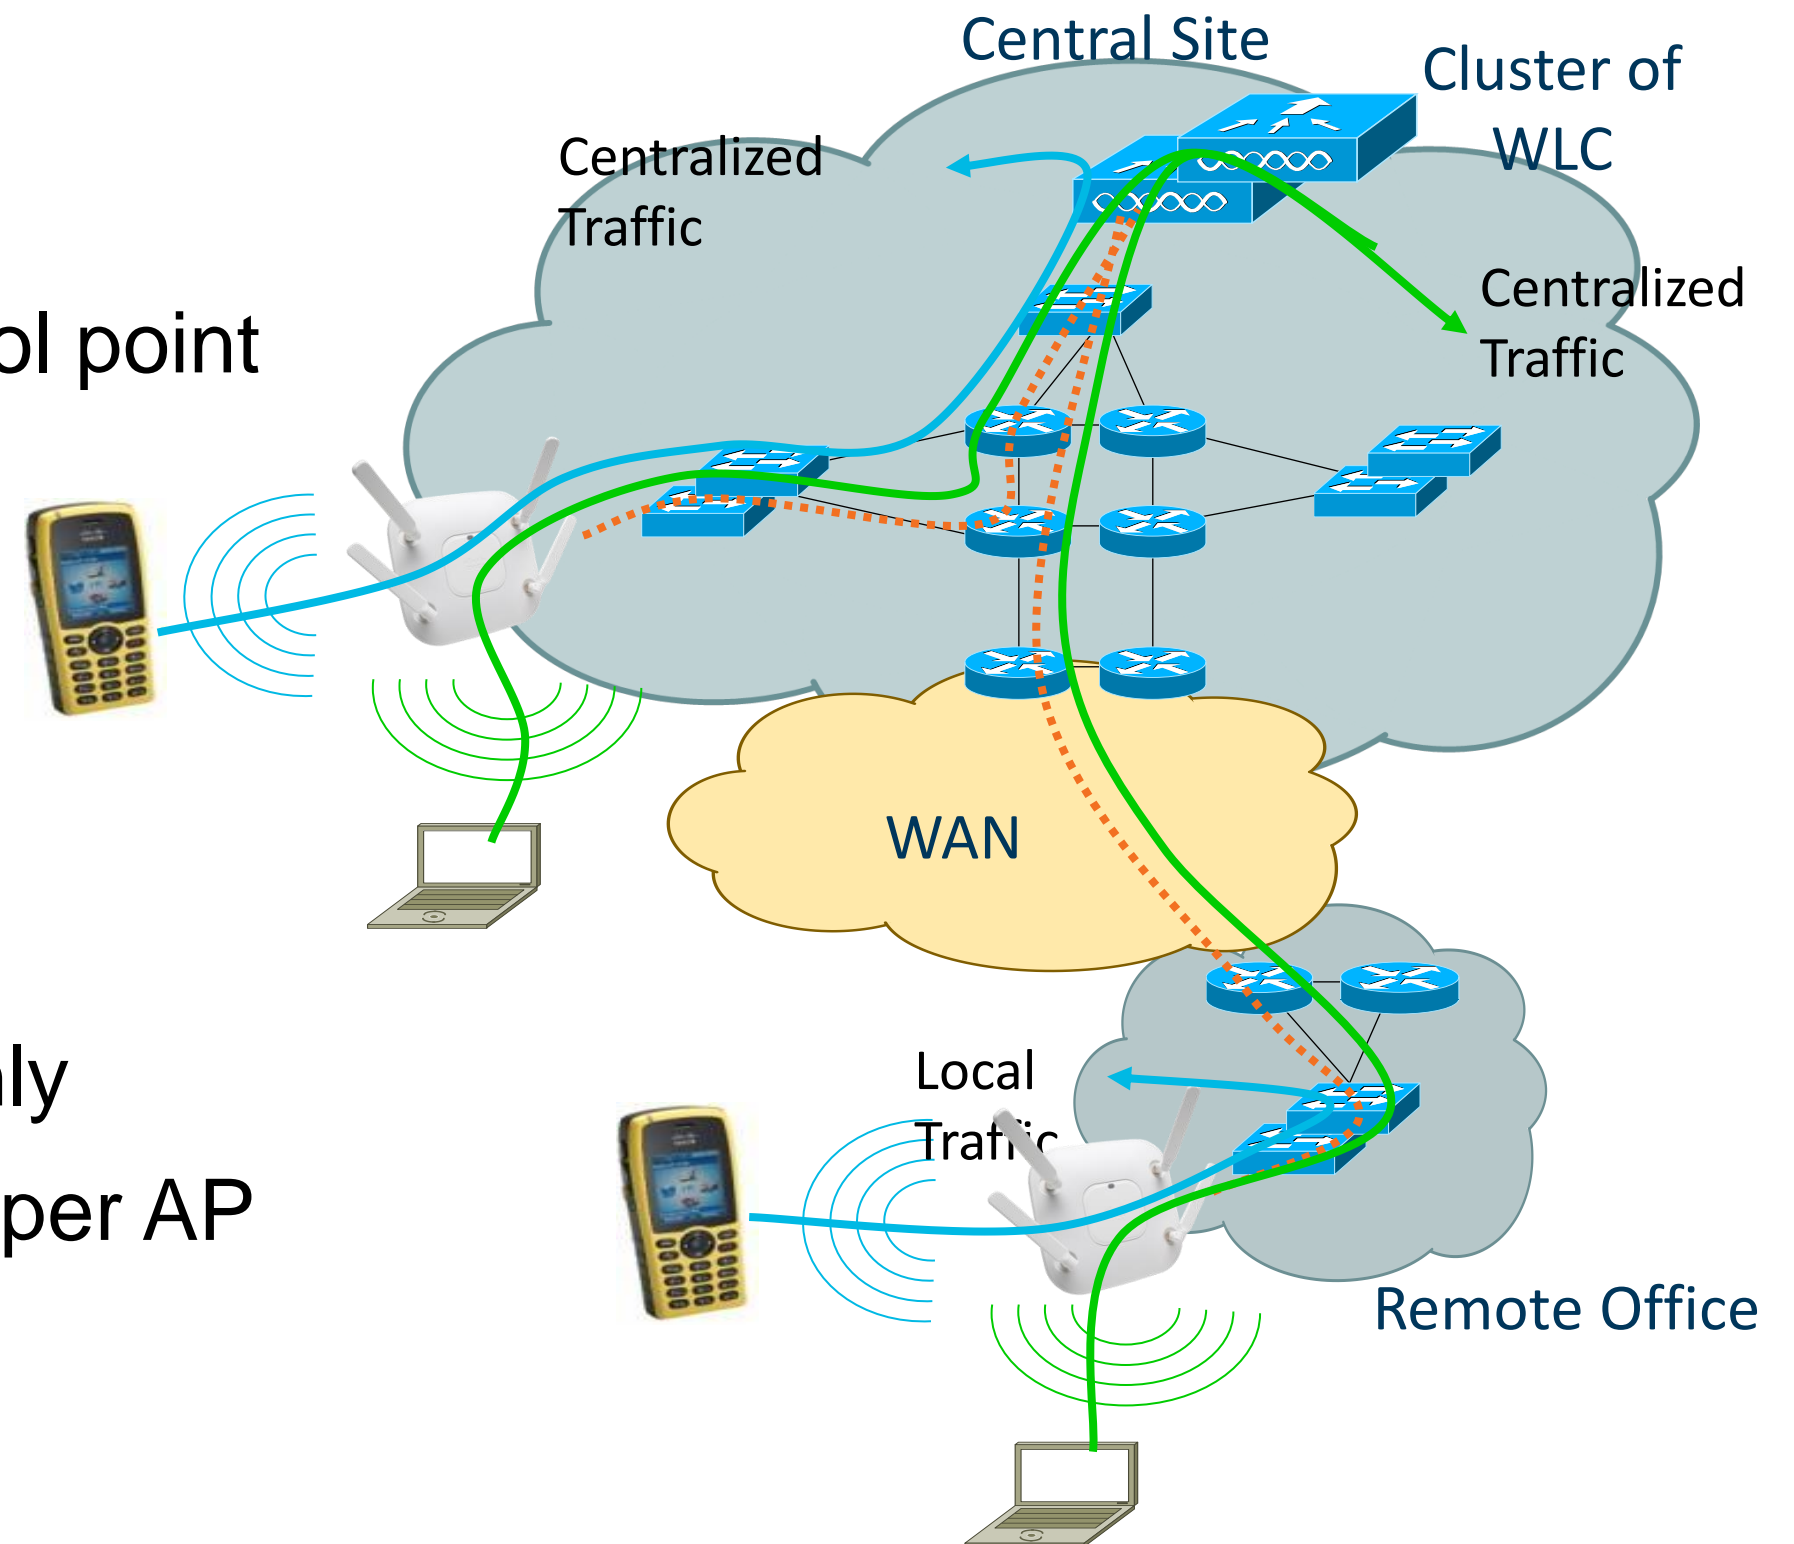 Central Site
Cluster of
WLC
Centralized
Traffic
Centralized
Traffic
ol point
WAN
Local
Traffic
ly
per AP
Remote Office